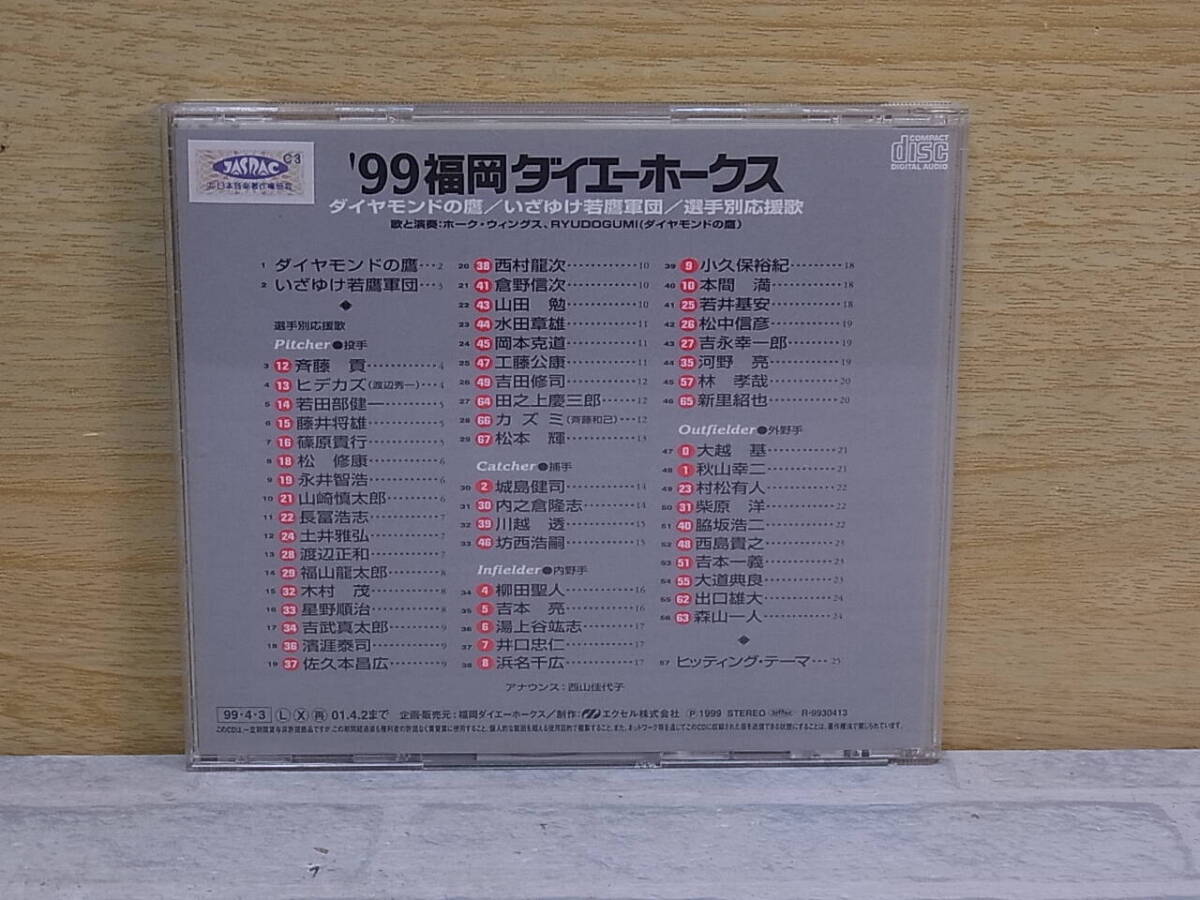 JASRAC
C3
日本音楽著作権協会
COMPACT
disc
DIGITAL AUDIO
'99福岡ダイエーホークス
ダイヤモンドの鷹／いざゆけ若鷹軍団／選手別応援歌
歌と演奏:ホーク・ウィングス、RYUDOGUMI(ダイヤモンドの鷹)
1 ダイヤモンドの鷹…2
2 いざゆけ若鷹軍団…3
◆
選手別応援歌
Pitcher●投手
3 12 斉藤 貢…………4
4 13 ヒデカズ(渡辺秀一)…4
5 14 若田部健一…………5
6 15 藤井将雄…………5
7 16 篠原貴行…………5
8 18 松 修康…………6
9 19 永井智浩…………6
10 21 山崎慎太郎………6
11 22 長冨浩志…………7
12 24 土井雅弘…………7
13 28 渡辺正和…………7
14 29 福山龍太郎………8
15 32 木村 茂…………8
16 33 星野順治…………8
17 34 吉武真太郎………9
18 36 濱涯泰司…………9
19 37 佐久本昌広………9
20 38 西村龍次…………10
21 41 倉野信次…………10
22 43 山田 勉…………10
23 44 水田章雄…………11
24 45 岡本克道…………11
25 47 工藤公康…………11
26 49 吉田修司…………12
27 64 田之上慶三郎……12
28 66 カズミ(斉藤和己)…12
29 67 松本 輝…………13
Catcher●捕手
30 2 城島健司…………14
31 30 内之倉隆志………14
32 39 川越 透…………15
33 46 坊西浩嗣…………15
Infielder●内野手
34 4 柳田聖人…………16
35 5 吉本 亮…………16
36 6 湯上谷竑志………17
37 7 井口忠仁…………17
38 8 浜名千広…………17
39 9 小久保裕紀………18
40 10 本間 満…………18
41 25 若井基安…………18
42 26 松中信彦…………19
43 27 吉永幸一郎………19
44 35 河野 亮…………19
45 57 林 孝哉…………20
46 65 新里紹也…………20
Outfielder●外野手
47 0 大越 基…………21
48 1 秋山幸二…………21
49 23 村松有人…………22
50 31 柴原 洋…………22
51 40 脇坂浩二…………22
52 48 西島貴之…………23
53 51 吉本一義…………23
54 55 大道典良…………23
55 62 出口雄大…………24
56 63 森山一人…………24
◆
57 ヒッティング・テーマ…25
アナウンス：西山佳代子
99・4・3 L X 再 01.4.2まで 企画・販売元：福岡ダイエーホークス／制作：エクセル株式会社 Ⓟ1999 STEREO R-9930413